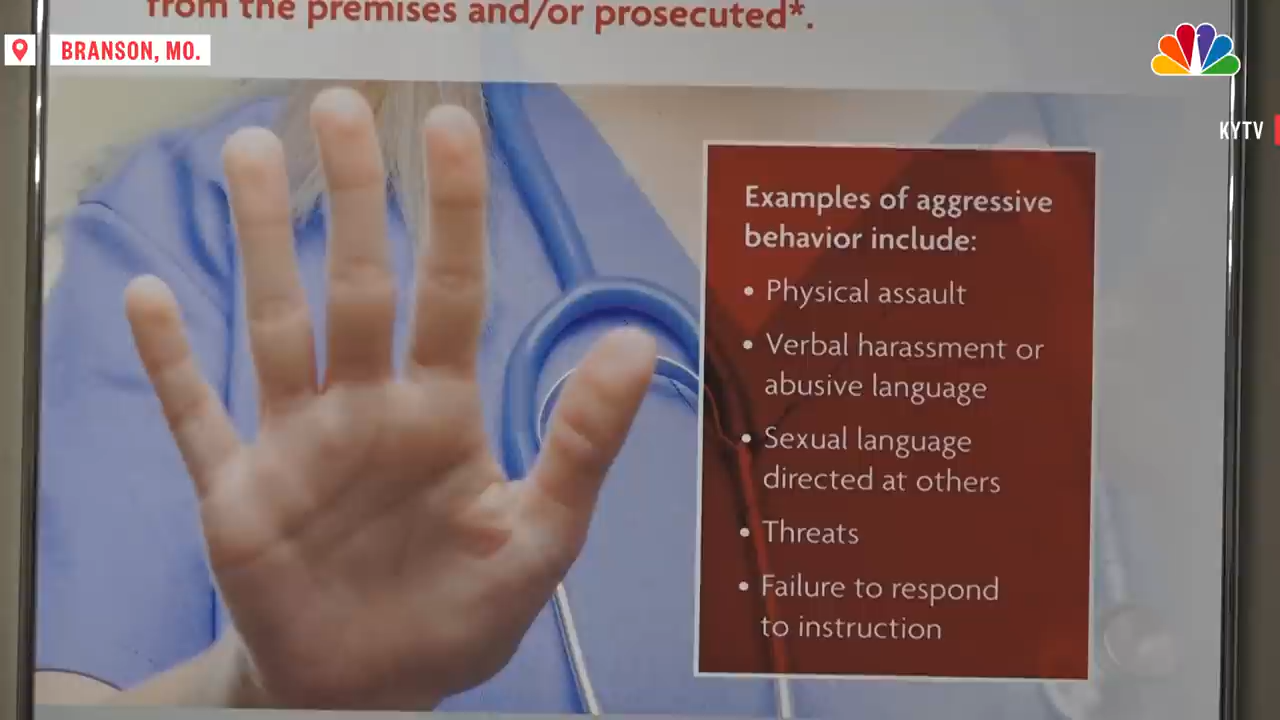 from the premises and/or prosecuted*.
BRANSON, MO.
KYTV
Examples of aggressive
behavior include:
• Physical assault
• Verbal harassment or
abusive language
• Sexual language
directed at others
• Threats
• Failure to respond
to instruction